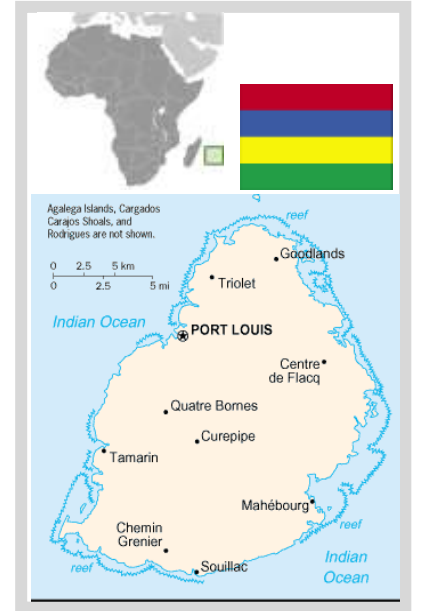 Agalega Islands, Cargados
Carajos Shoals, and
Rodrigues are not shown.
0 2.5 5 km
0 2.5 5 mi
reef
Goodlands
Triolet
Indian Ocean
PORT LOUIS
Centre
de Flacq
Quatre Bornes
Curepipe
Tamarin
Mahébourg
Chemin
Grenier
reef
Indian
Ocean
reef
Souillac